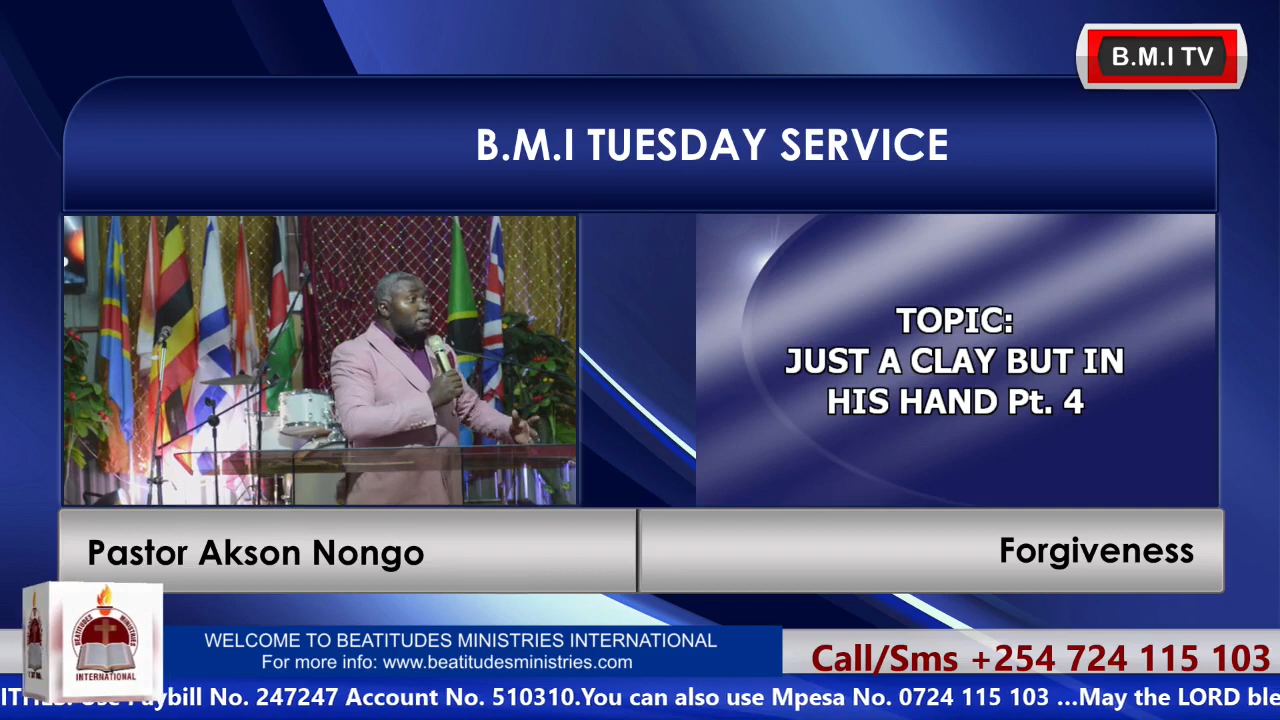 B.M.I TV
B.M.I TUESDAY SERVICE
TOPIC:
JUST A CLAY BUT IN
HIS HAND Pt. 4
Pastor Akson Nongo
Forgiveness
BEATITUDES MINISTRIES
INTERNATIONAL
WELCOME TO BEATITUDES MINISTRIES INTERNATIONAL
For more info: www.beatitudesministries.com
Call/Sms +254 724 115 103
No. 247247 Account No. 510310.You can also use Mpesa No. 0724 115 103 ...May the LORD